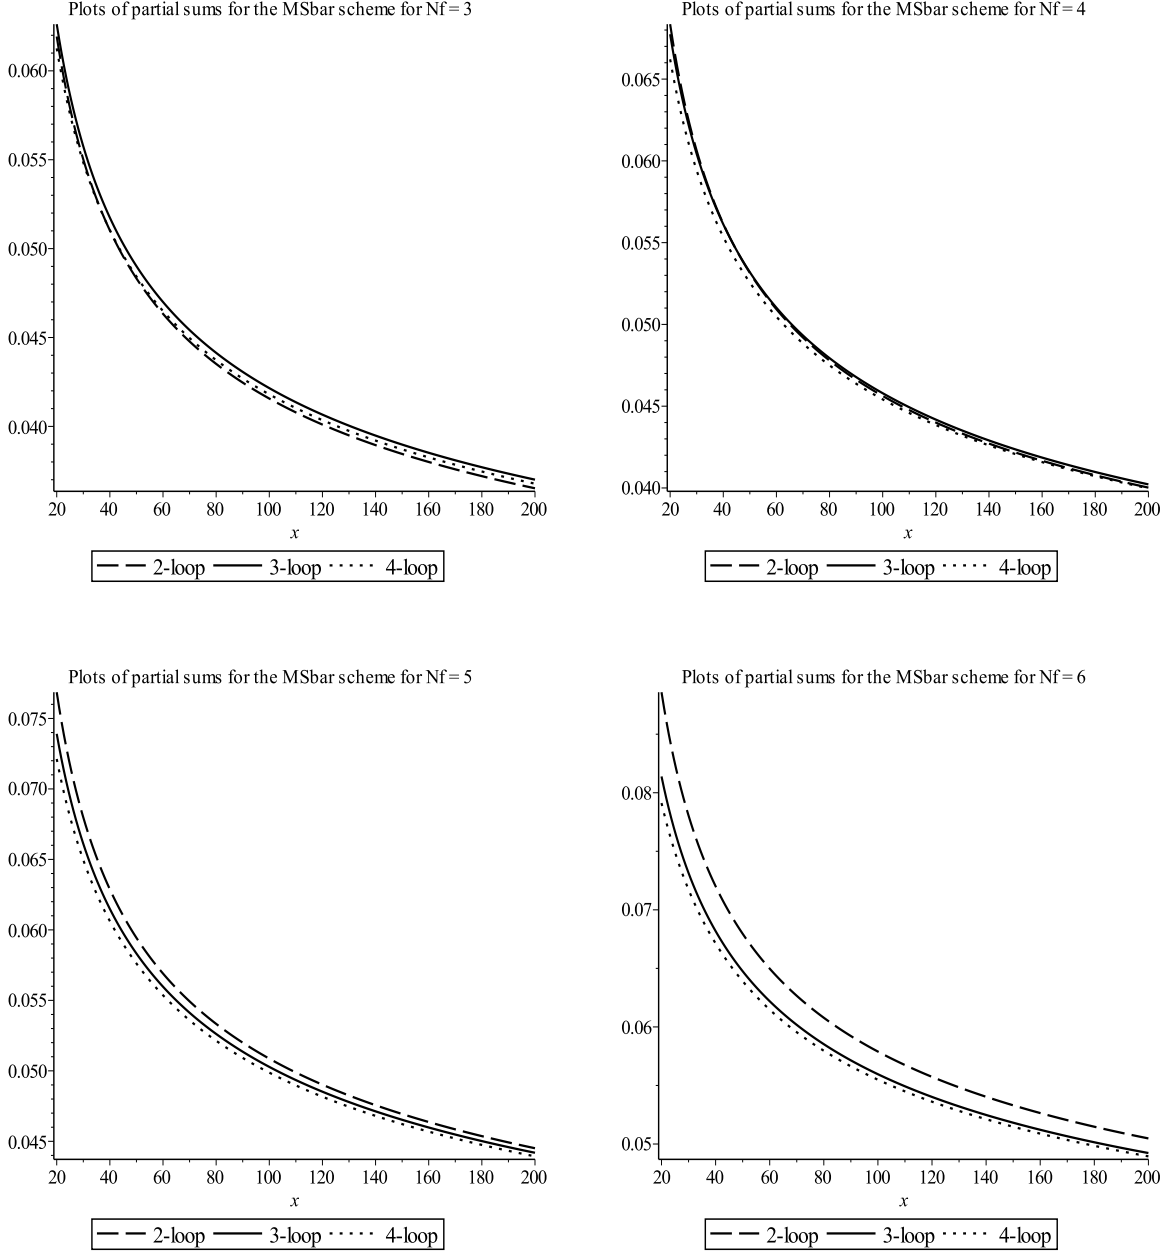 Plots of partial sums for the MSbar scheme for Nf = 3
0.060
0.055
0.050
0.045
0.040
20 40 60 80 100 120 140 160 180 200
x
2-loop 3-loop 4-loop
Plots of partial sums for the MSbar scheme for Nf = 4
0.065
0.060
0.055
0.050
0.045
0.040
20 40 60 80 100 120 140 160 180 200
x
2-loop 3-loop 4-loop
Plots of partial sums for the MSbar scheme for Nf = 5
0.075
0.070
0.065
0.060
0.055
0.050
0.045
20 40 60 80 100 120 140 160 180 200
x
2-loop 3-loop 4-loop
Plots of partial sums for the MSbar scheme for Nf = 6
0.08
0.07
0.06
0.05
20 40 60 80 100 120 140 160 180 200
x
2-loop 3-loop 4-loop